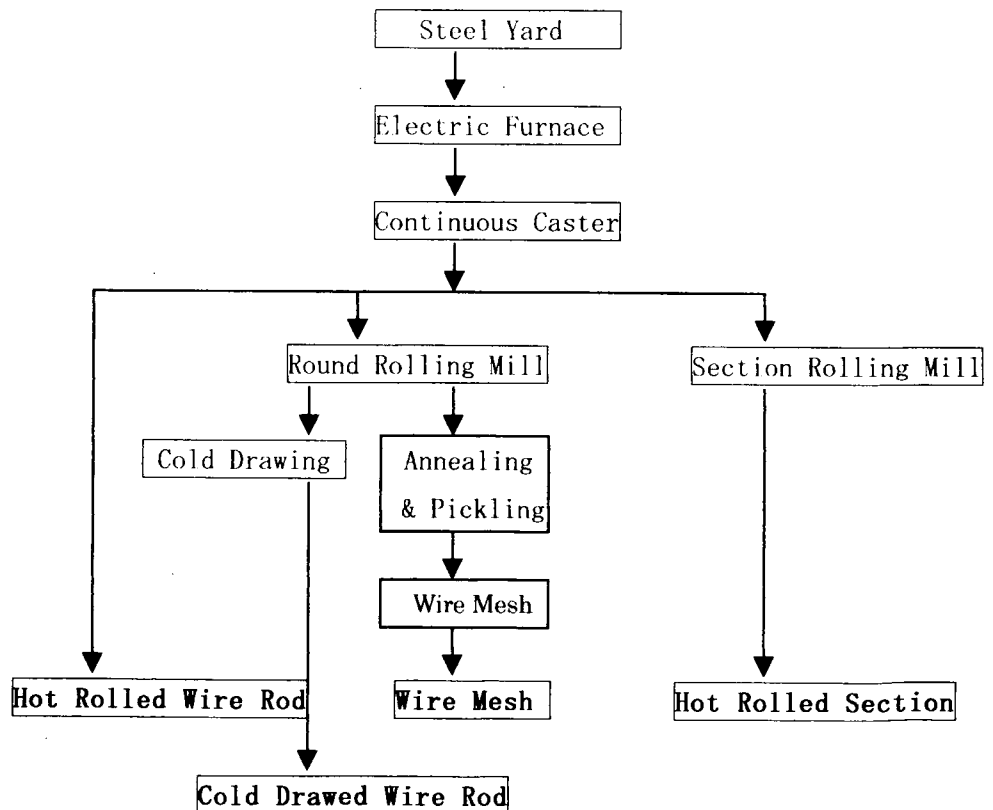 Steel Yard
Electric Furnace
Continuous Caster
Round Rolling Mill
Section Rolling Mill
Cold Drawing
Annealing
& Pickling
Wire Mesh
Hot Rolled Wire Rod
Wire Mesh
Hot Rolled Section
Cold Drawed Wire Rod